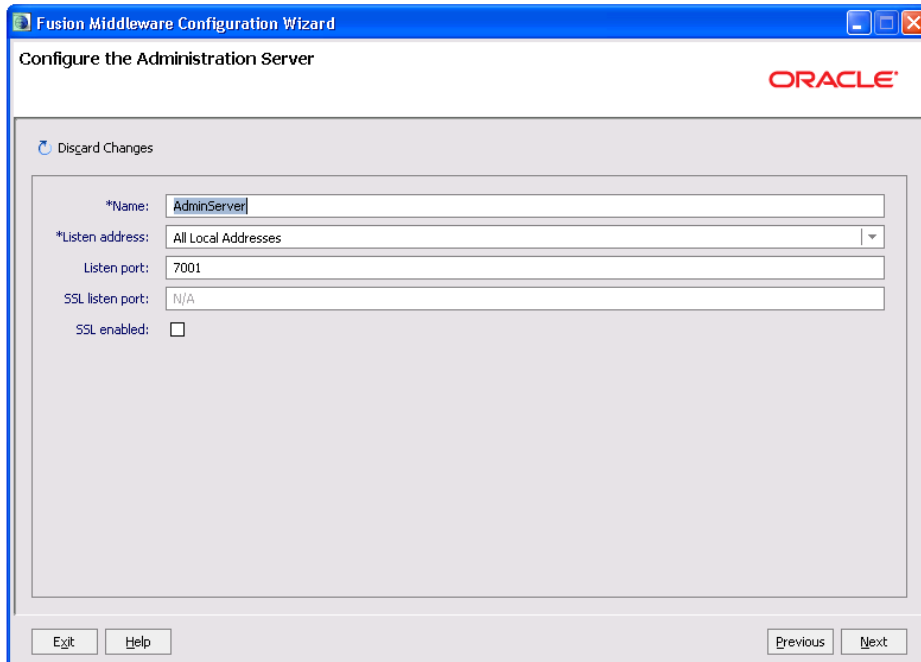 Fusion Middleware Configuration Wizard
Configure the Administration Server
ORACLE
Discard Changes
*Name: AdminServer
*Listen address: All Local Addresses
Listen port: 7001
SSL listen port: N/A
SSL enabled:
Exit Help Previous Next